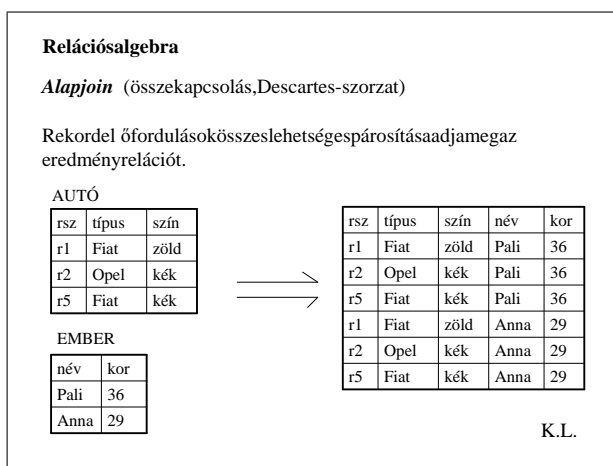 Relációsalgebra
Alapjoin (összekapcsolás,Descartes-szorzat)
Rekordel őfordulásokösszeslehetségespárosításaadjamegaz
eredményrelációt.
AUTÓ
rsz típus szín
r1 Fiat zöld
r2 Opel kék
r5 Fiat kék
EMBER
név kor
Pali 36
Anna 29
rsz típus szín név kor
r1 Fiat zöld Pali 36
r2 Opel kék Pali 36
r5 Fiat kék Pali 36
r1 Fiat zöld Anna 29
r2 Opel kék Anna 29
r5 Fiat kék Anna 29
K.L.